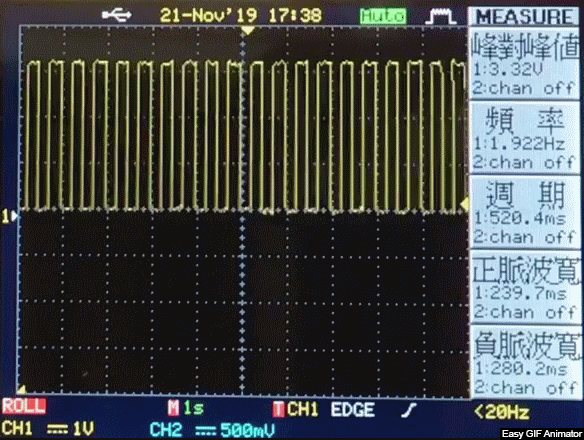 21-Nov'19 17:38 Auto MEASURE
峰對峰值
1:3.32V
2:chan off
頻 率
1:1.922Hz
2:chan off
週 期
1:520.4ms
2:chan off
正脈波寬
1:239.7ms
2:chan off
負脈波寬
1:280.2ms
2:chan off
1
ROLL M 1s T CH1 EDGE <20Hz
CH1 1V CH2 500mV
Easy GIF Animator